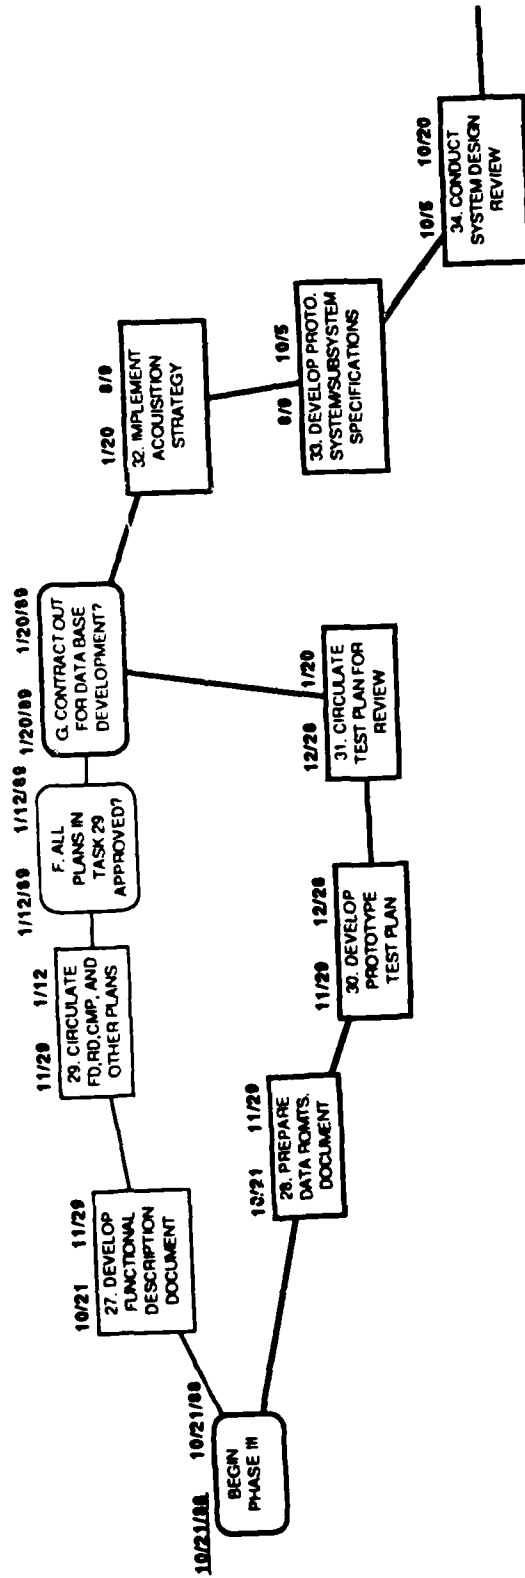 10/21/88 10/21/88
BEGIN
PHASE III
10/21 11/29
27. DEVELOP
FUNCTIONAL
DESCRIPTION
DOCUMENT
11/29 1/12
29. CIRCULATE
FD,RD,CMP, AND
OTHER PLANS
1/12/89 1/12/89
F. ALL
PLANS IN
TASK 29
APPROVED?
1/20/89 1/20/89
G. CONTRACT OUT
FOR DATA BASE
DEVELOPMENT?
10/21 11/29
28. PREPARE
DATA RQMTS.
DOCUMENT
11/29 12/28
30. DEVELOP
PROTOTYPE
TEST PLAN
12/28 1/20
31. CIRCULATE
TEST PLAN FOR
REVIEW
1/20 8/9
32. IMPLEMENT
ACQUISITION
STRATEGY
8/9 10/5
33. DEVELOP PROTO.
SYSTEM/SUBSYSTEM
SPECIFICATIONS
10/5 10/20
34. CONDUCT
SYSTEM DESIGN
REVIEW